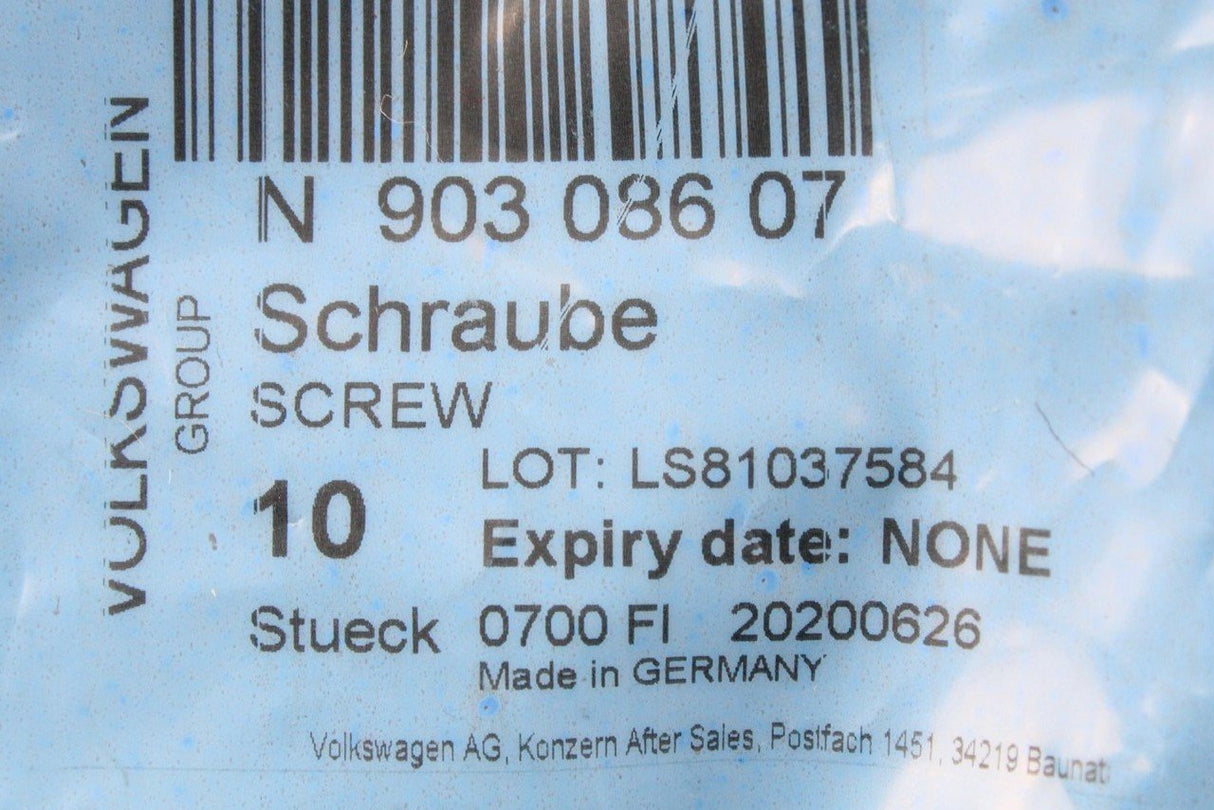 VOLKSWAGEN
GROUP
N 903 086 07
Schraube
SCREW
10
LOT: LS81037584
Expiry date: NONE
Stueck 0700 FI 20200626
Made in GERMANY
Volkswagen AG, Konzern After Sales, Postfach 1451, 34219 Baunat